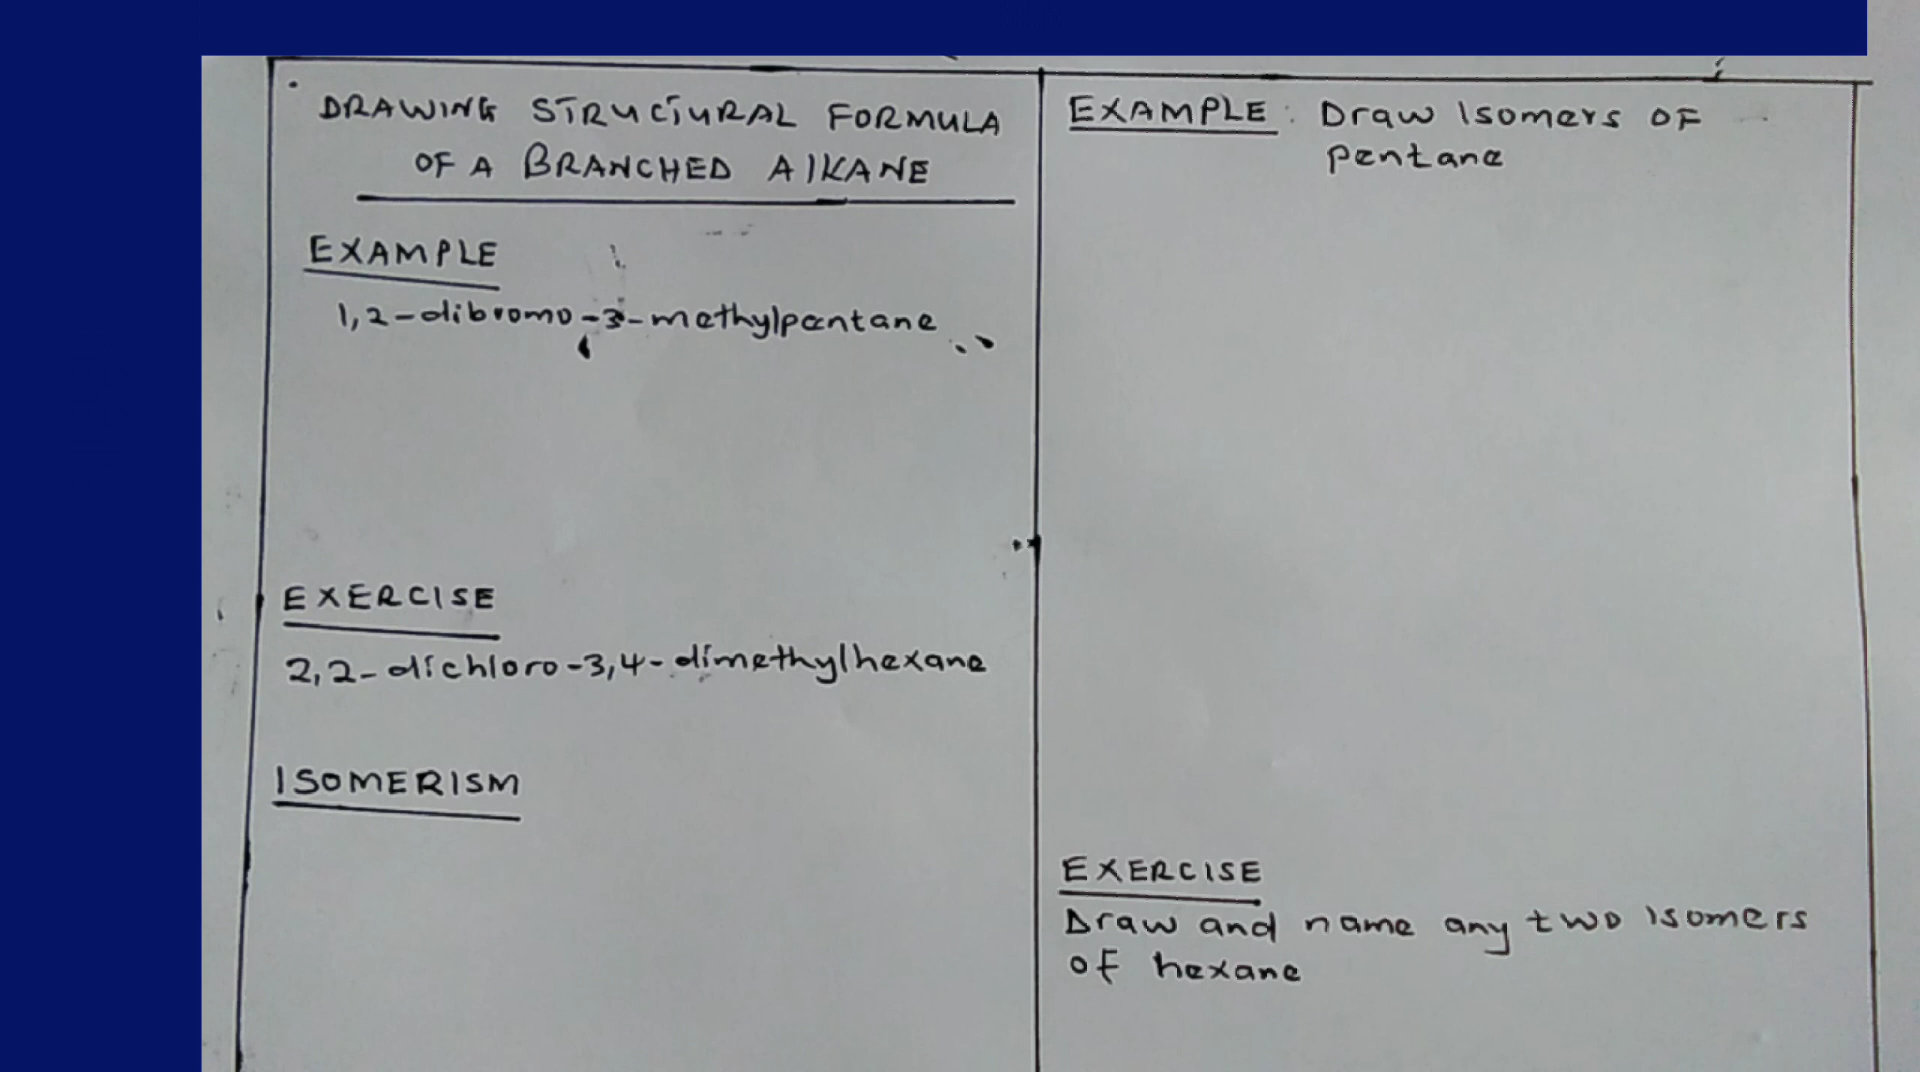 DRAWING STRUCTURAL FORMULA
OF A BRANCHED AlKANE
EXAMPLE
1,2-dibromo-3-methylpentane
EXERCISE
2,2-dichloro-3,4-dimethylhexane
ISOMERISM
EXAMPLE: Draw Isomers OF
pentane
EXERCISE
Draw and name any two isomers
of hexane